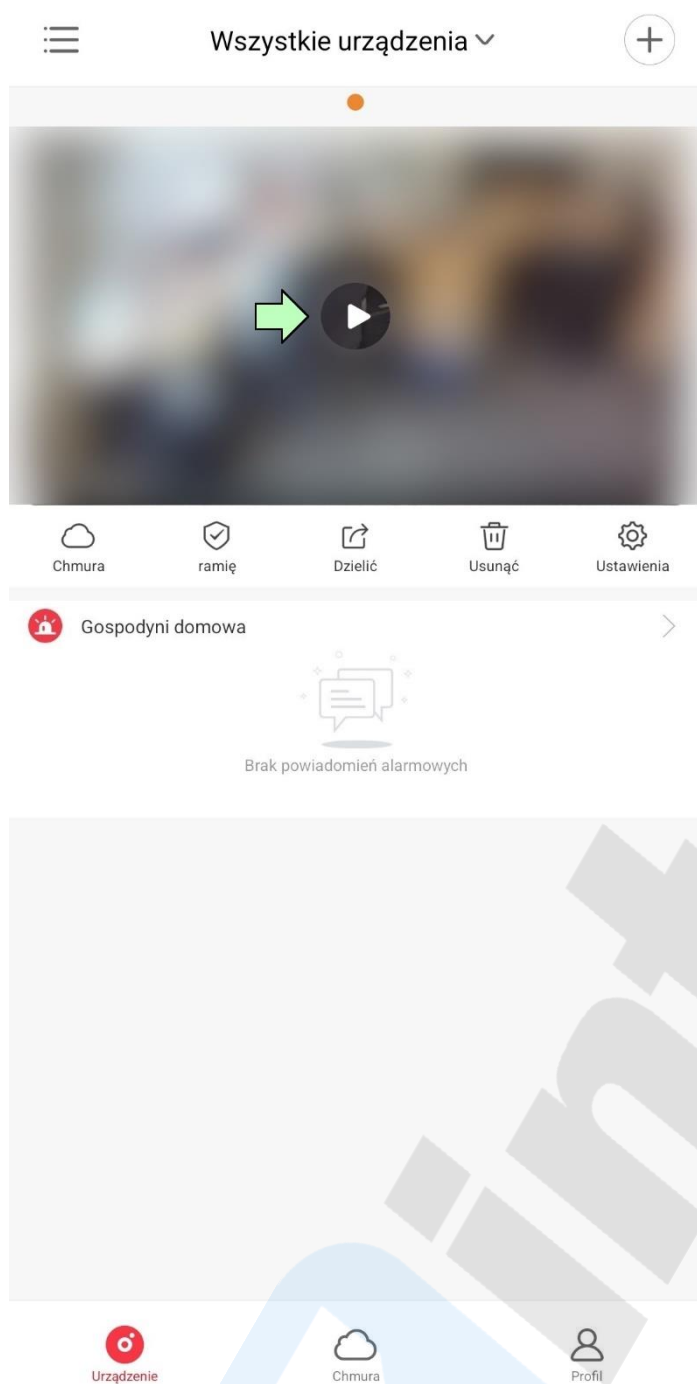 Wszystkie urządzenia
Chmura ramię Dzielić Usunąć Ustawienia
Gospodyni domowa
Brak powiadomień alarmowych
Urządzenie Chmura Profil